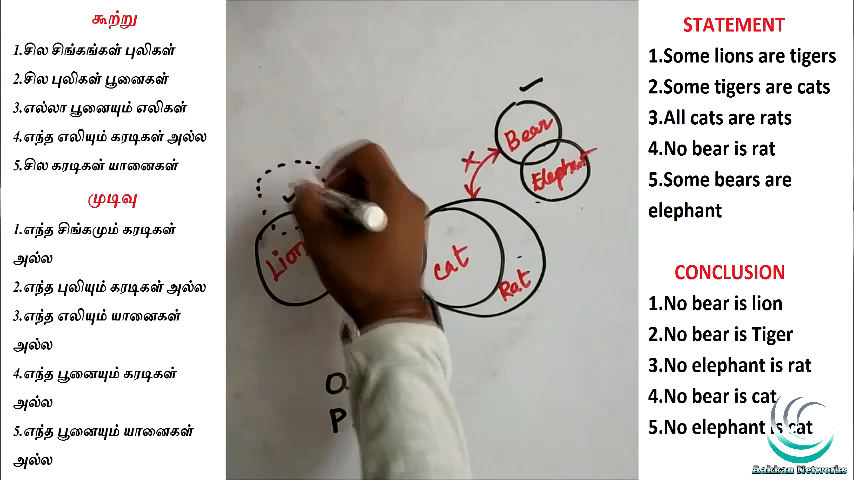 கூற்று
1.சில சிங்கங்கள் புலிகள்
2.சில புலிகள் பூனைகள்
3.எல்லா பூனையும் எலிகள்
4.எந்த எலியும் கரடிகள் அல்ல
5.சில கரடிகள் யானைகள்
முடிவு
1.எந்த சிங்கமும் கரடிகள்
அல்ல
2.எந்த புலியும் கரடிகள் அல்ல
3.எந்த எலியும் யானைகள்
அல்ல
4.எந்த பூனையும் கரடிகள்
அல்ல
5.எந்த பூனையும் யானைகள்
அல்ல
Bear
Elephant
Lion
cat
Rat
STATEMENT
1.Some lions are tigers
2.Some tigers are cats
3.All cats are rats
4.No bear is rat
5.Some bears are
elephant
CONCLUSION
1.No bear is lion
2.No bear is Tiger
3.No elephant is rat
4.No bear is cat
5.No elephant is cat
Aakkan Networks